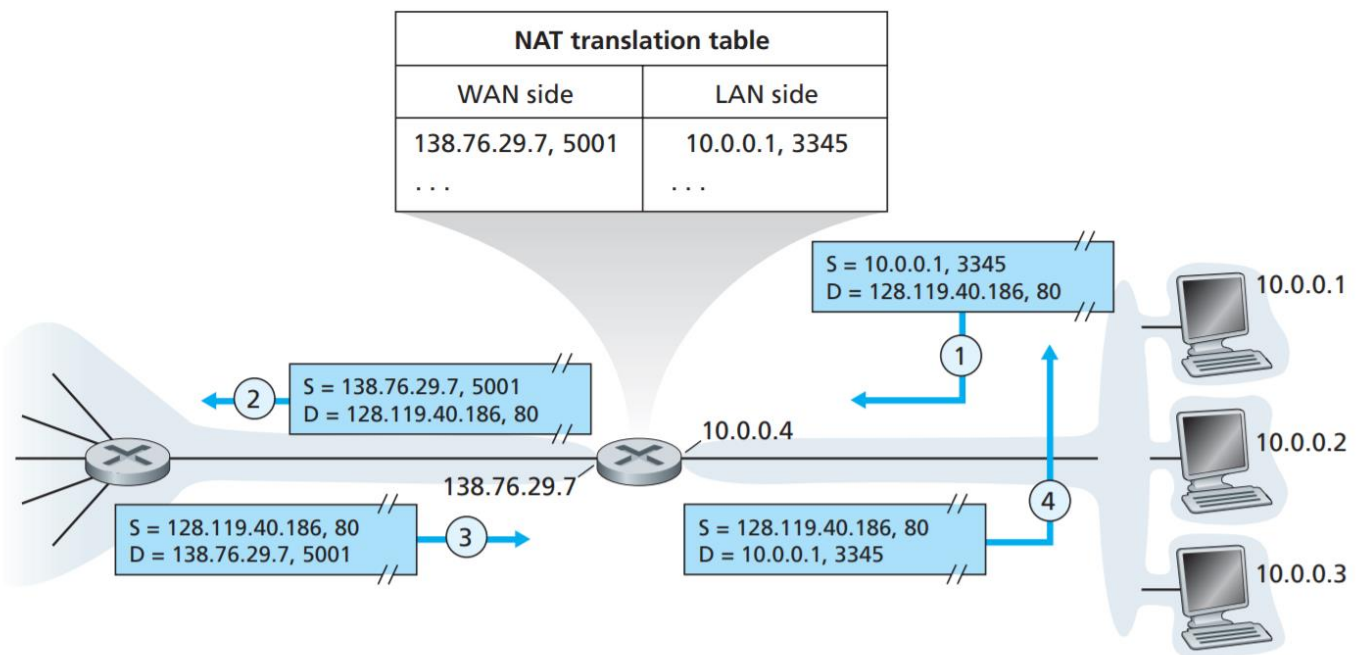 NAT translation table
WAN side LAN side
138.76.29.7, 5001 10.0.0.1, 3345
. . . . . .
S = 10.0.0.1, 3345
D = 128.119.40.186, 80
10.0.0.1
1
2
S = 138.76.29.7, 5001
D = 128.119.40.186, 80
10.0.0.4
10.0.0.2
138.76.29.7
4
S = 128.119.40.186, 80
D = 138.76.29.7, 5001
3
S = 128.119.40.186, 80
D = 10.0.0.1, 3345
10.0.0.3